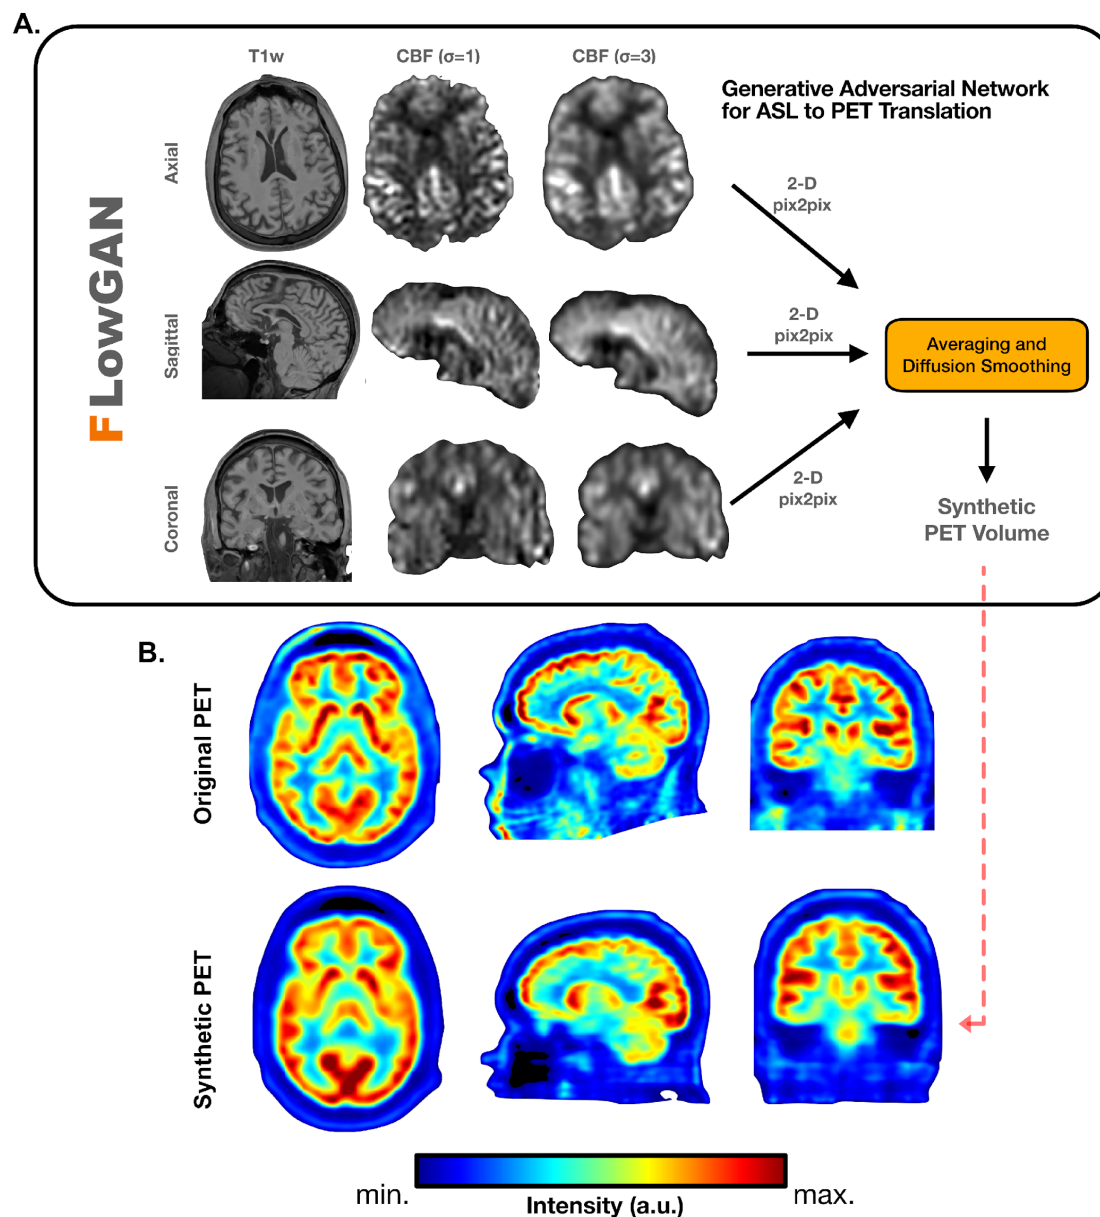 A.
T1w
CBF (σ=1)
CBF (σ=3)
Generative Adversarial Network
for ASL to PET Translation
Axial
2-D
pix2pix
FLowGAN
Sagittal
2-D
pix2pix
Averaging and
Diffusion Smoothing
Coronal
2-D
pix2pix
Synthetic
PET Volume
B.
Original PET
Synthetic PET
min.
Intensity (a.u.)
max.